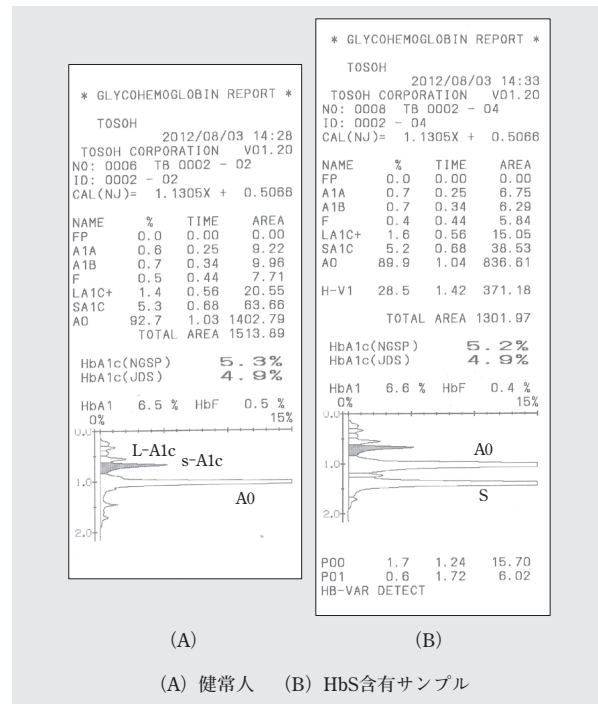 * GLYCOHEMOGLOBIN REPORT *
TOSOH
2012/08/03 14:28
TOSOH CORPORATION V01.20
NO: 0006 TB 0002 - 02
ID: 0002 - 02
CAL(NJ)= 1.1305X + 0.5066
NAME % TIME AREA
FP 0.0 0.00 0.00
A1A 0.6 0.25 9.22
A1B 0.7 0.34 9.96
F 0.5 0.44 7.71
LA1C+ 1.4 0.56 20.55
SA1C 5.3 0.68 63.66
A0 92.7 1.03 1402.79
TOTAL AREA 1513.89
HbA1c(NGSP) 5.3%
HbA1c(JDS) 4.9%
HbA1 6.5 % HbF 0.5 %
0% 15%
0.0
L-A1c
s-A1c
1.0
A0
2.0
* GLYCOHEMOGLOBIN REPORT *
TOSOH
2012/08/03 14:33
TOSOH CORPORATION V01.20
NO: 0008 TB 0002 - 04
ID: 0002 - 04
CAL(NJ)= 1.1305X + 0.5066
NAME % TIME AREA
FP 0.0 0.00 0.00
A1A 0.7 0.25 6.75
A1B 0.7 0.34 6.29
F 0.4 0.44 5.84
LA1C+ 1.6 0.56 15.05
SA1C 5.2 0.68 38.53
A0 89.9 1.04 836.61
H-V1 28.5 1.42 371.18
TOTAL AREA 1301.97
HbA1c(NGSP) 5.2%
HbA1c(JDS) 4.9%
HbA1 6.6 % HbF 0.4 %
0% 15%
0.0
A0
1.0
S
2.0
P00 1.7 1.24 15.70
P01 0.6 1.72 6.02
HB-VAR DETECT
(A)
(B)
(A) 健常人 (B) HbS含有サンプル